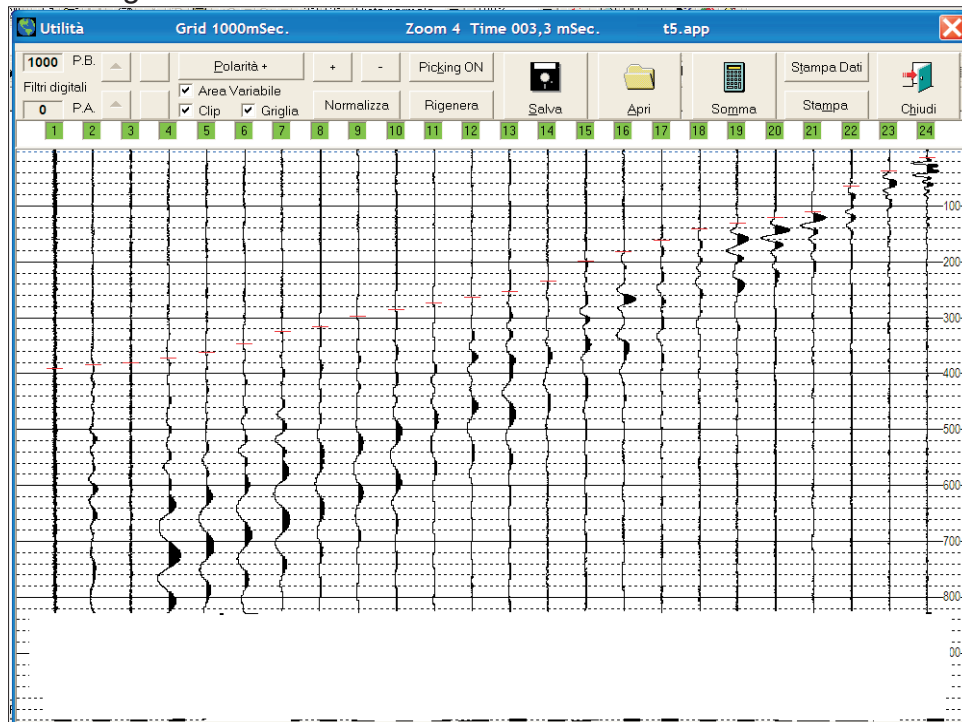 Utilità Grid 1000mSec. Zoom 4 Time 003,3 mSec. t5.app
1000 P.B. Polarità + + - Picking ON Stampa Dati
Filtri digitali Area Variabile
0 P.A. Clip Griglia Normalizza Rigenera Salva Apri Somma Stampa Chiudi
1 2 3 4 5 6 7 8 9 10 11 12 13 14 15 16 17 18 19 20 21 22 23 24
100
200
300
400
500
600
700
800
00